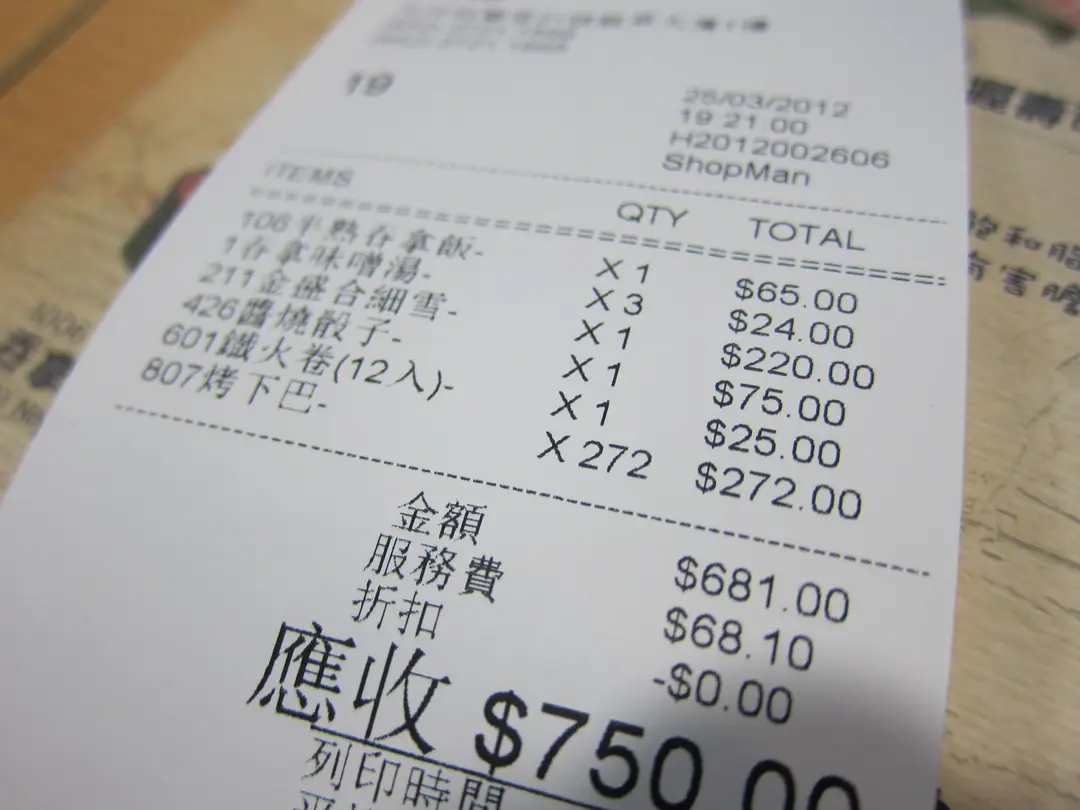 19
25/03/2012
19 21 00
H2012002606
ShopMan
ITEMS QTY TOTAL
106半熟吞拿飯- X 1 $65.00
1吞拿味噌湯- X 3 $24.00
211金盛合細雪- X 1 $220.00
426醬燒骰子- X 1 $75.00
601鐵火卷(12入)- X 1 $25.00
807烤下巴- X 272 $272.00
金額 $681.00
服務費 $68.10
折扣 -$0.00
應收 $750.00
列印時間